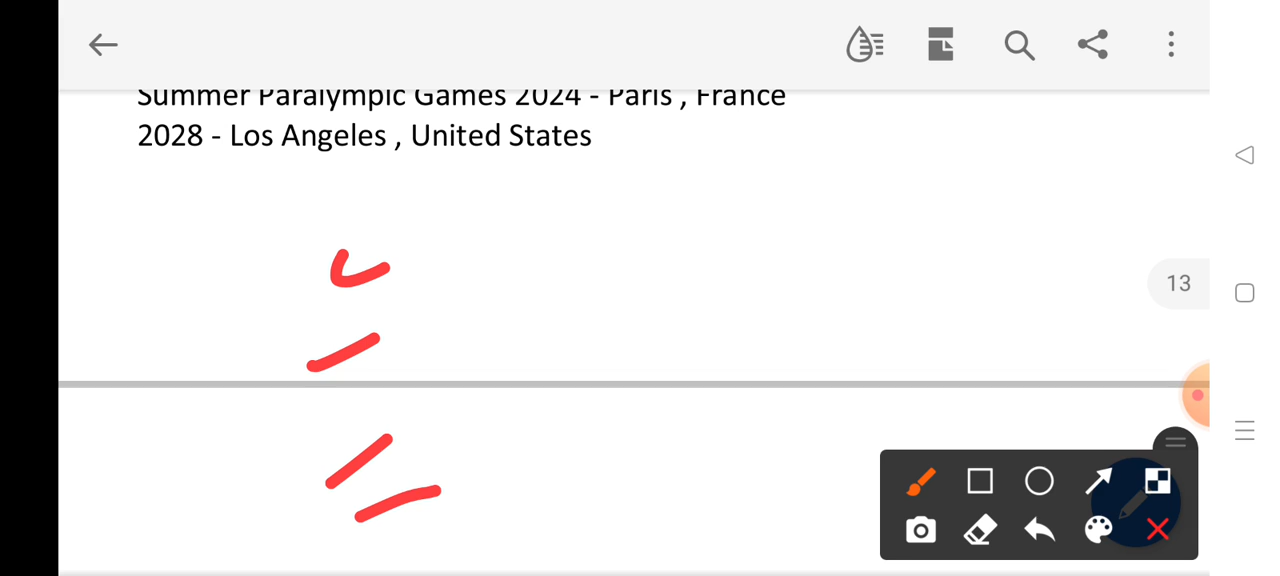 Summer Paralympic Games 2024 - Paris , France
2028 - Los Angeles , United States
13